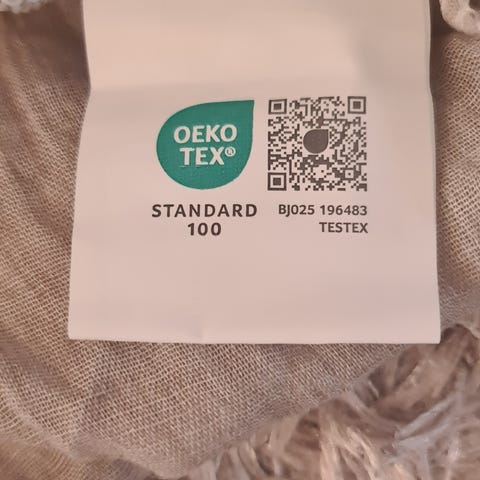 OEKO
TEX®
STANDARD
100
BJ025 196483
TESTEX